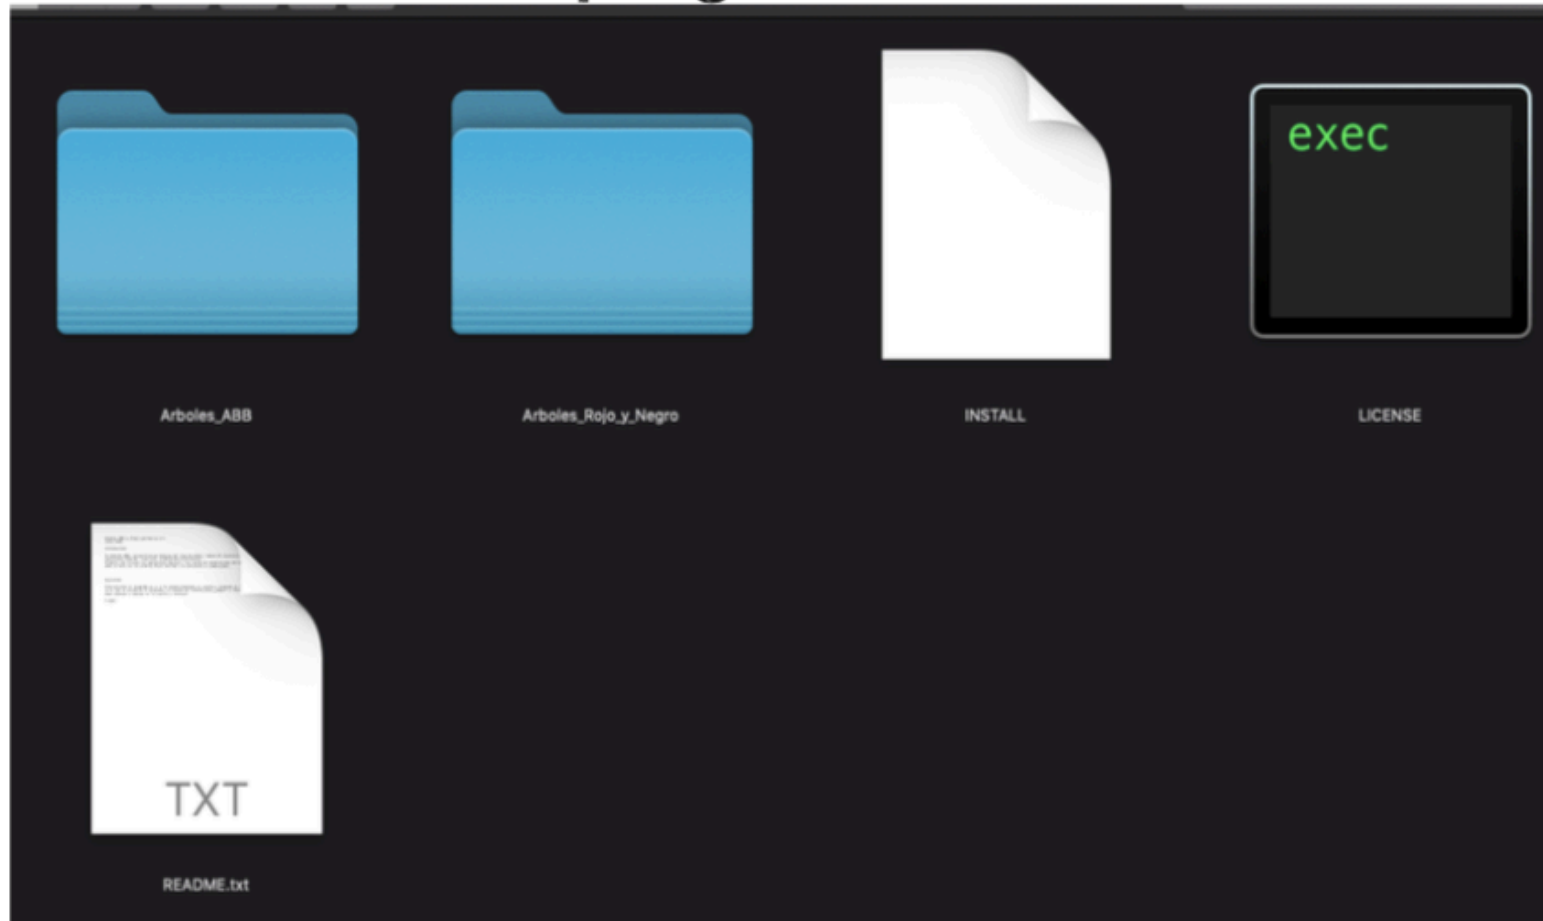 exec
Arboles_ABB
Arboles_Rojo_y_Negro
INSTALL
LICENSE
TXT
README.txt